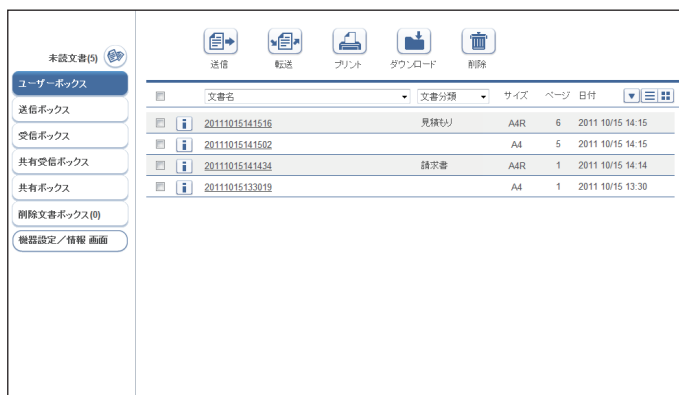 未読文書(5)
ユーザーボックス
送信ボックス
受信ボックス
共有受信ボックス
共有ボックス
削除文書ボックス(0)
機器設定／情報 画面
送信 転送 プリント ダウンロード 削除
文書名 文書分類 サイズ ページ 日付
20111015141516 見積もり A4R 6 2011 10/15 14:15
20111015141502 A4 5 2011 10/15 14:15
20111015141434 請求書 A4R 1 2011 10/15 14:14
20111015133019 A4 1 2011 10/15 13:30